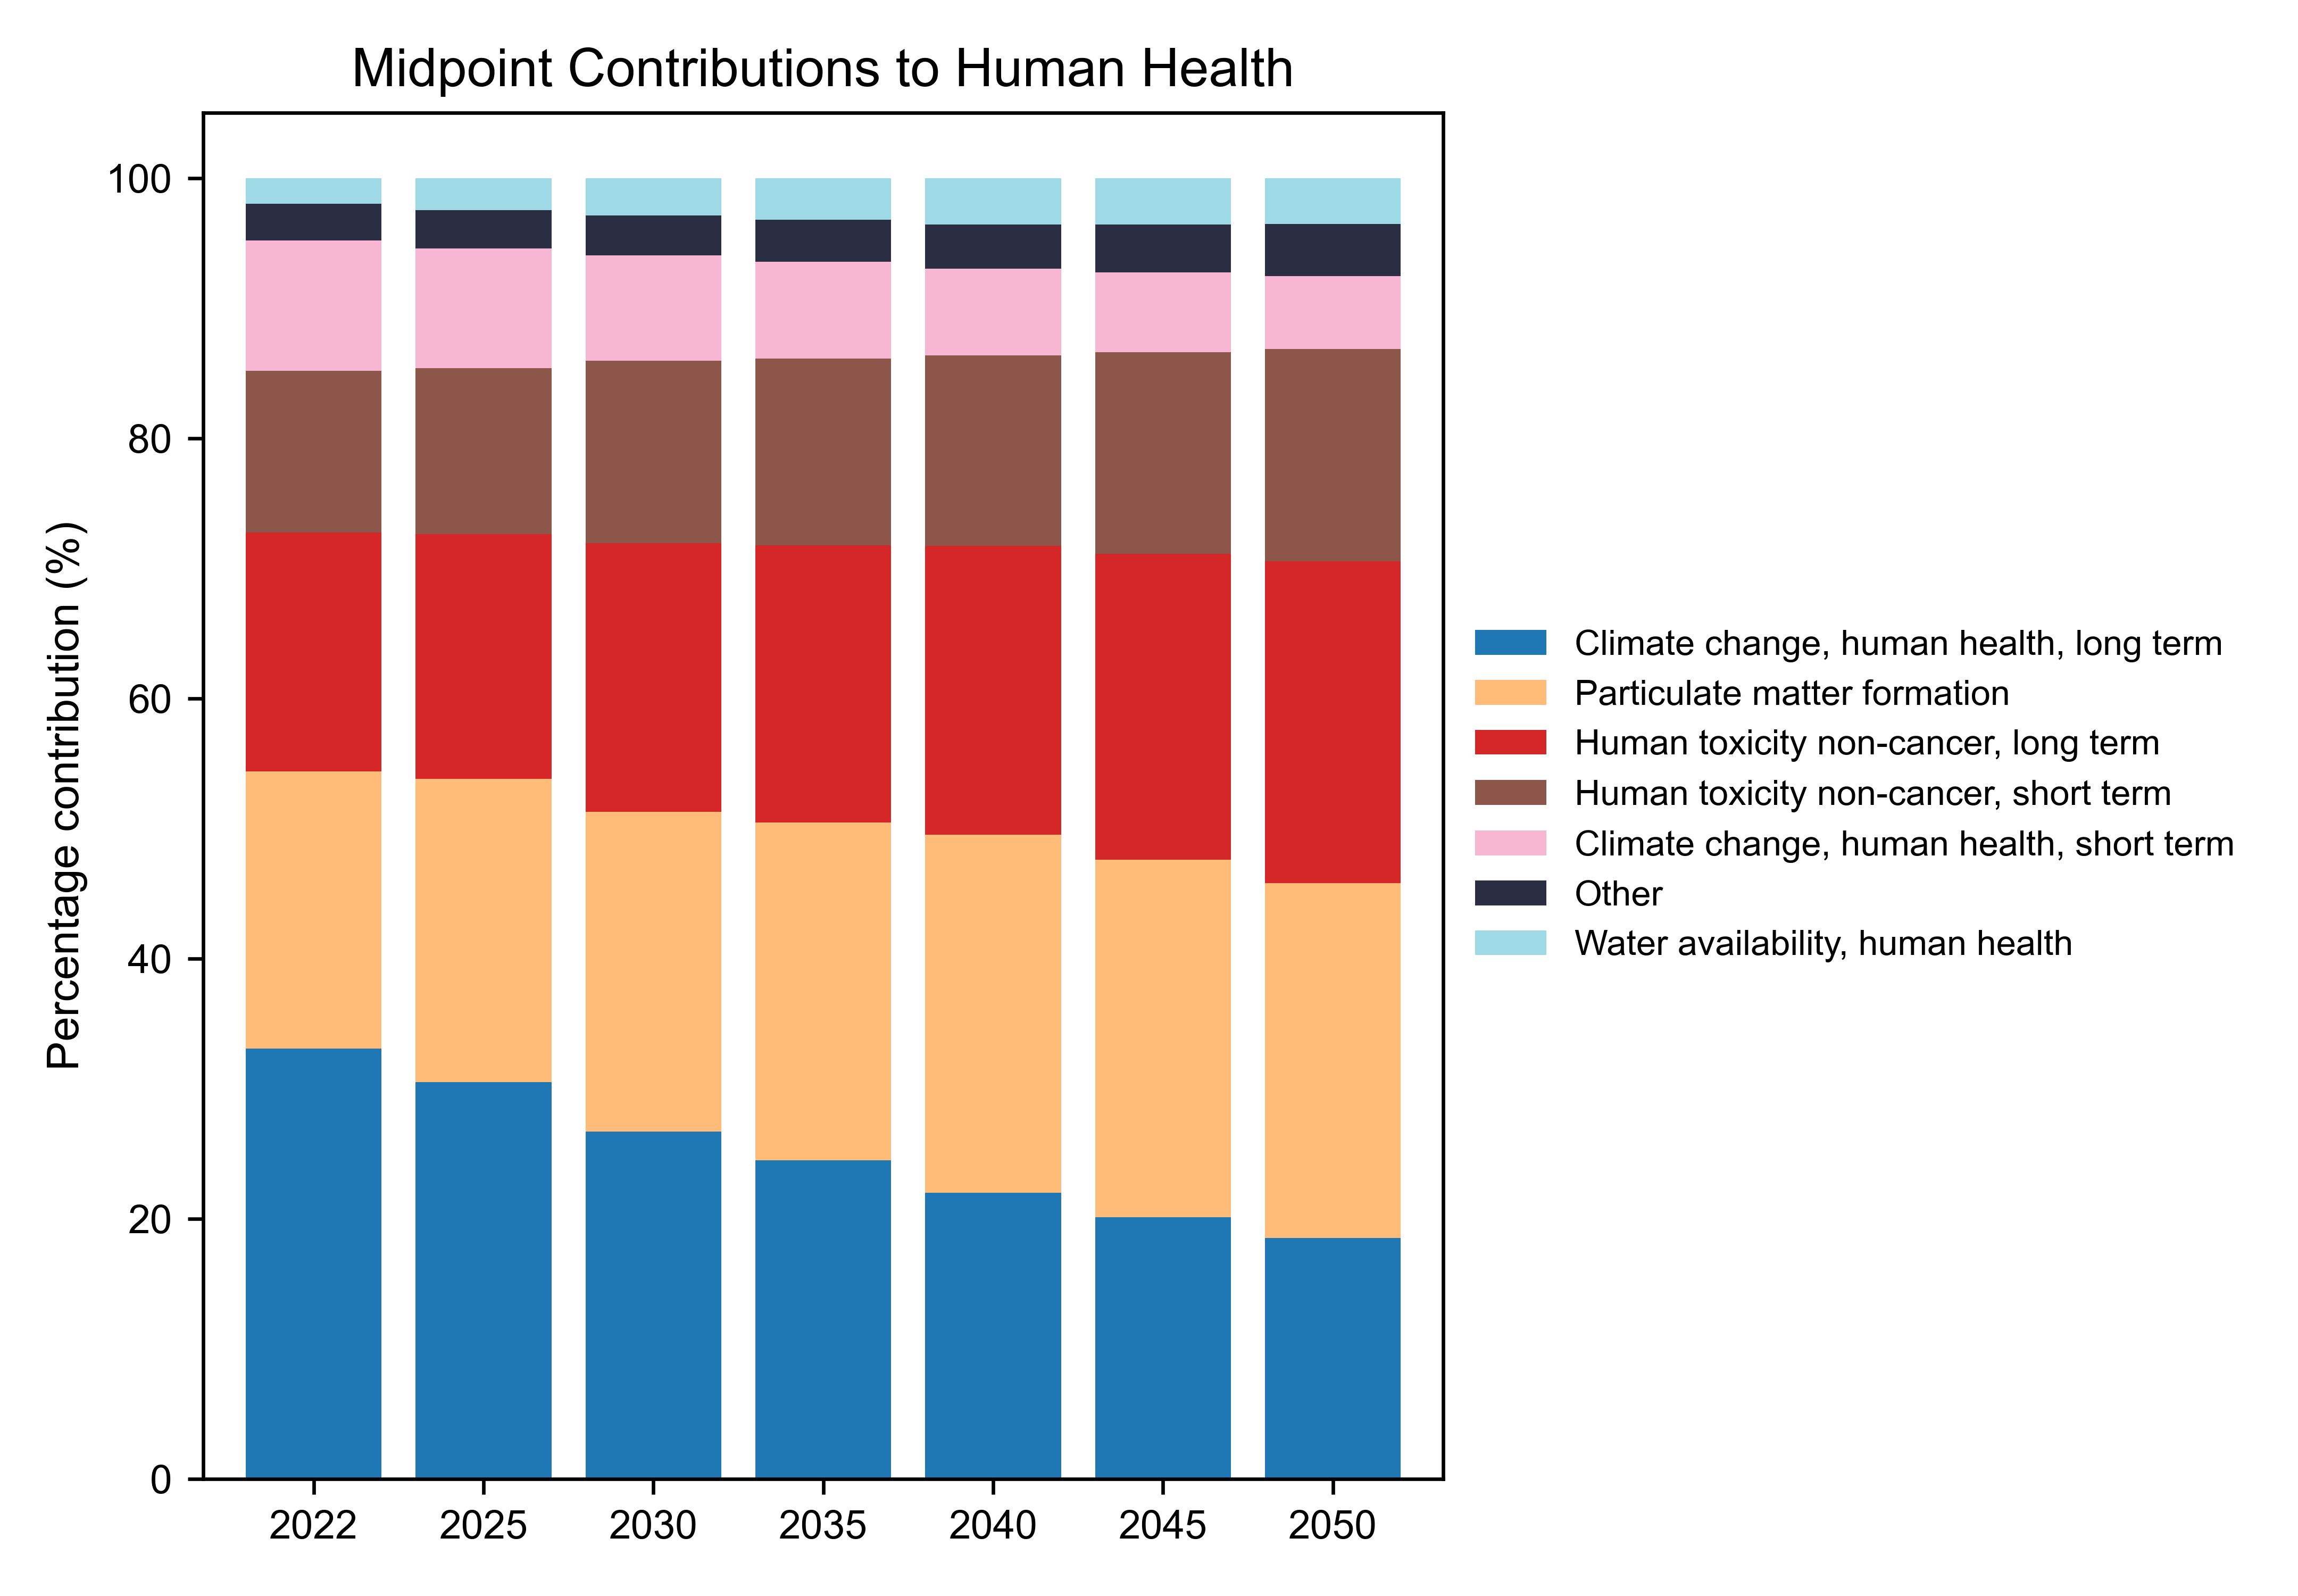 Midpoint Contributions to Human Health
Percentage contribution (%)
100
80
60
40
20
0
2022 2025 2030 2035 2040 2045 2050
Climate change, human health, long term
Particulate matter formation
Human toxicity non-cancer, long term
Human toxicity non-cancer, short term
Climate change, human health, short term
Other
Water availability, human health